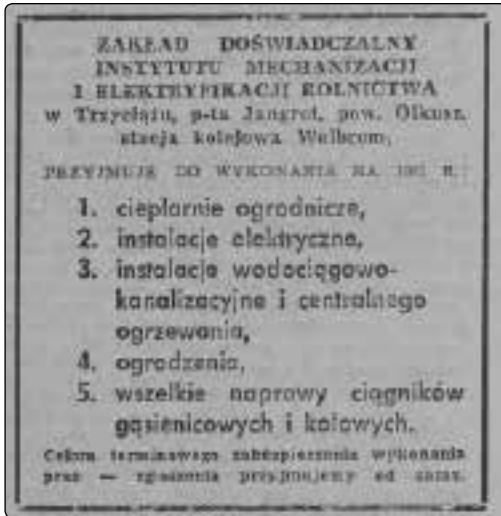 ZAKŁAD DOŚWIADCZALNY
INSTYTUTU MECHANIZACJI
I ELEKTRYFIKACJI ROLNICTWA
w Trzyciążu, p-ta Jangrot, pow. Olkusz,
stacja kolejowa Wolbrom,
PRZYJMUJE DO WYKONANIA NA R.
1. cieplarnie ogrodnicze,
2. instalacje elektryczne,
3. instalacje wodociągowo-
kanalizacyjne i centralnego
ogrzewania,
4. ogrodzenia,
5. wszelkie naprawy ciągników
gąsienicowych i kołowych.
Celem terminowego zabezpieczenia wykonania
prac — zgłoszenia przyjmujemy od zaraz.